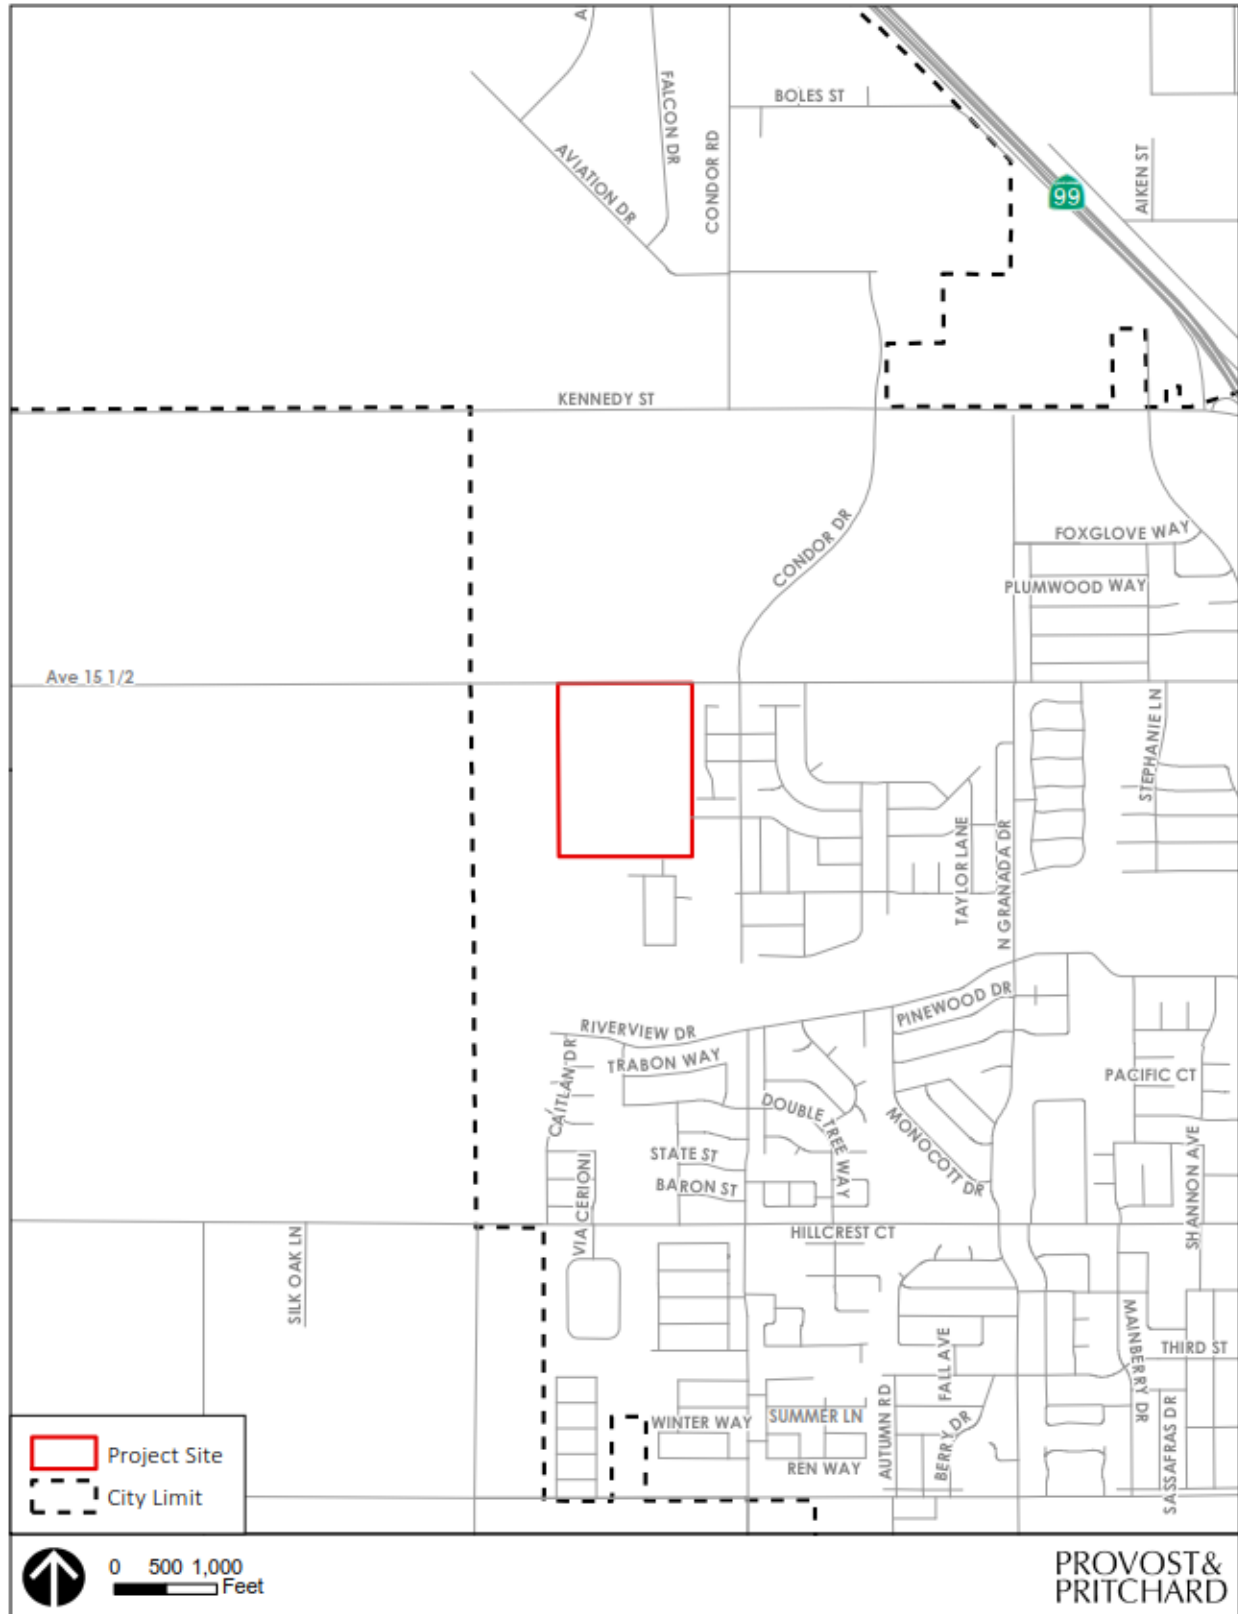 A
FALCON DR
BOLES ST
CONDOR RD
AVIATION DR
AIKEN ST
99
KENNEDY ST
CONDOR DR
FOXGLOVE WAY
PLUMWOOD WAY
Ave 15 1/2
STEPHANIE LN
TAYLOR LANE
N GRANADA DR
PINEWOOD DR
RIVERVIEW DR
TRABON WAY
CAITLAN DR
PACIFIC CT
DOUBLE TREE WAY
MONOCOTT DR
STATE ST
BARON ST
SHANNON AVE
VIA CERIONI
HILLCREST CT
SILK OAK LN
MAINBERRY DR
THIRD ST
FALL AVE
WINTER WAY
SUMMER LN
AUTUMN RD
BERRY DR
SASSAFRAS DR
REN WAY
Project Site
City Limit
0 500 1,000
Feet
PROVOST&
PRITCHARD